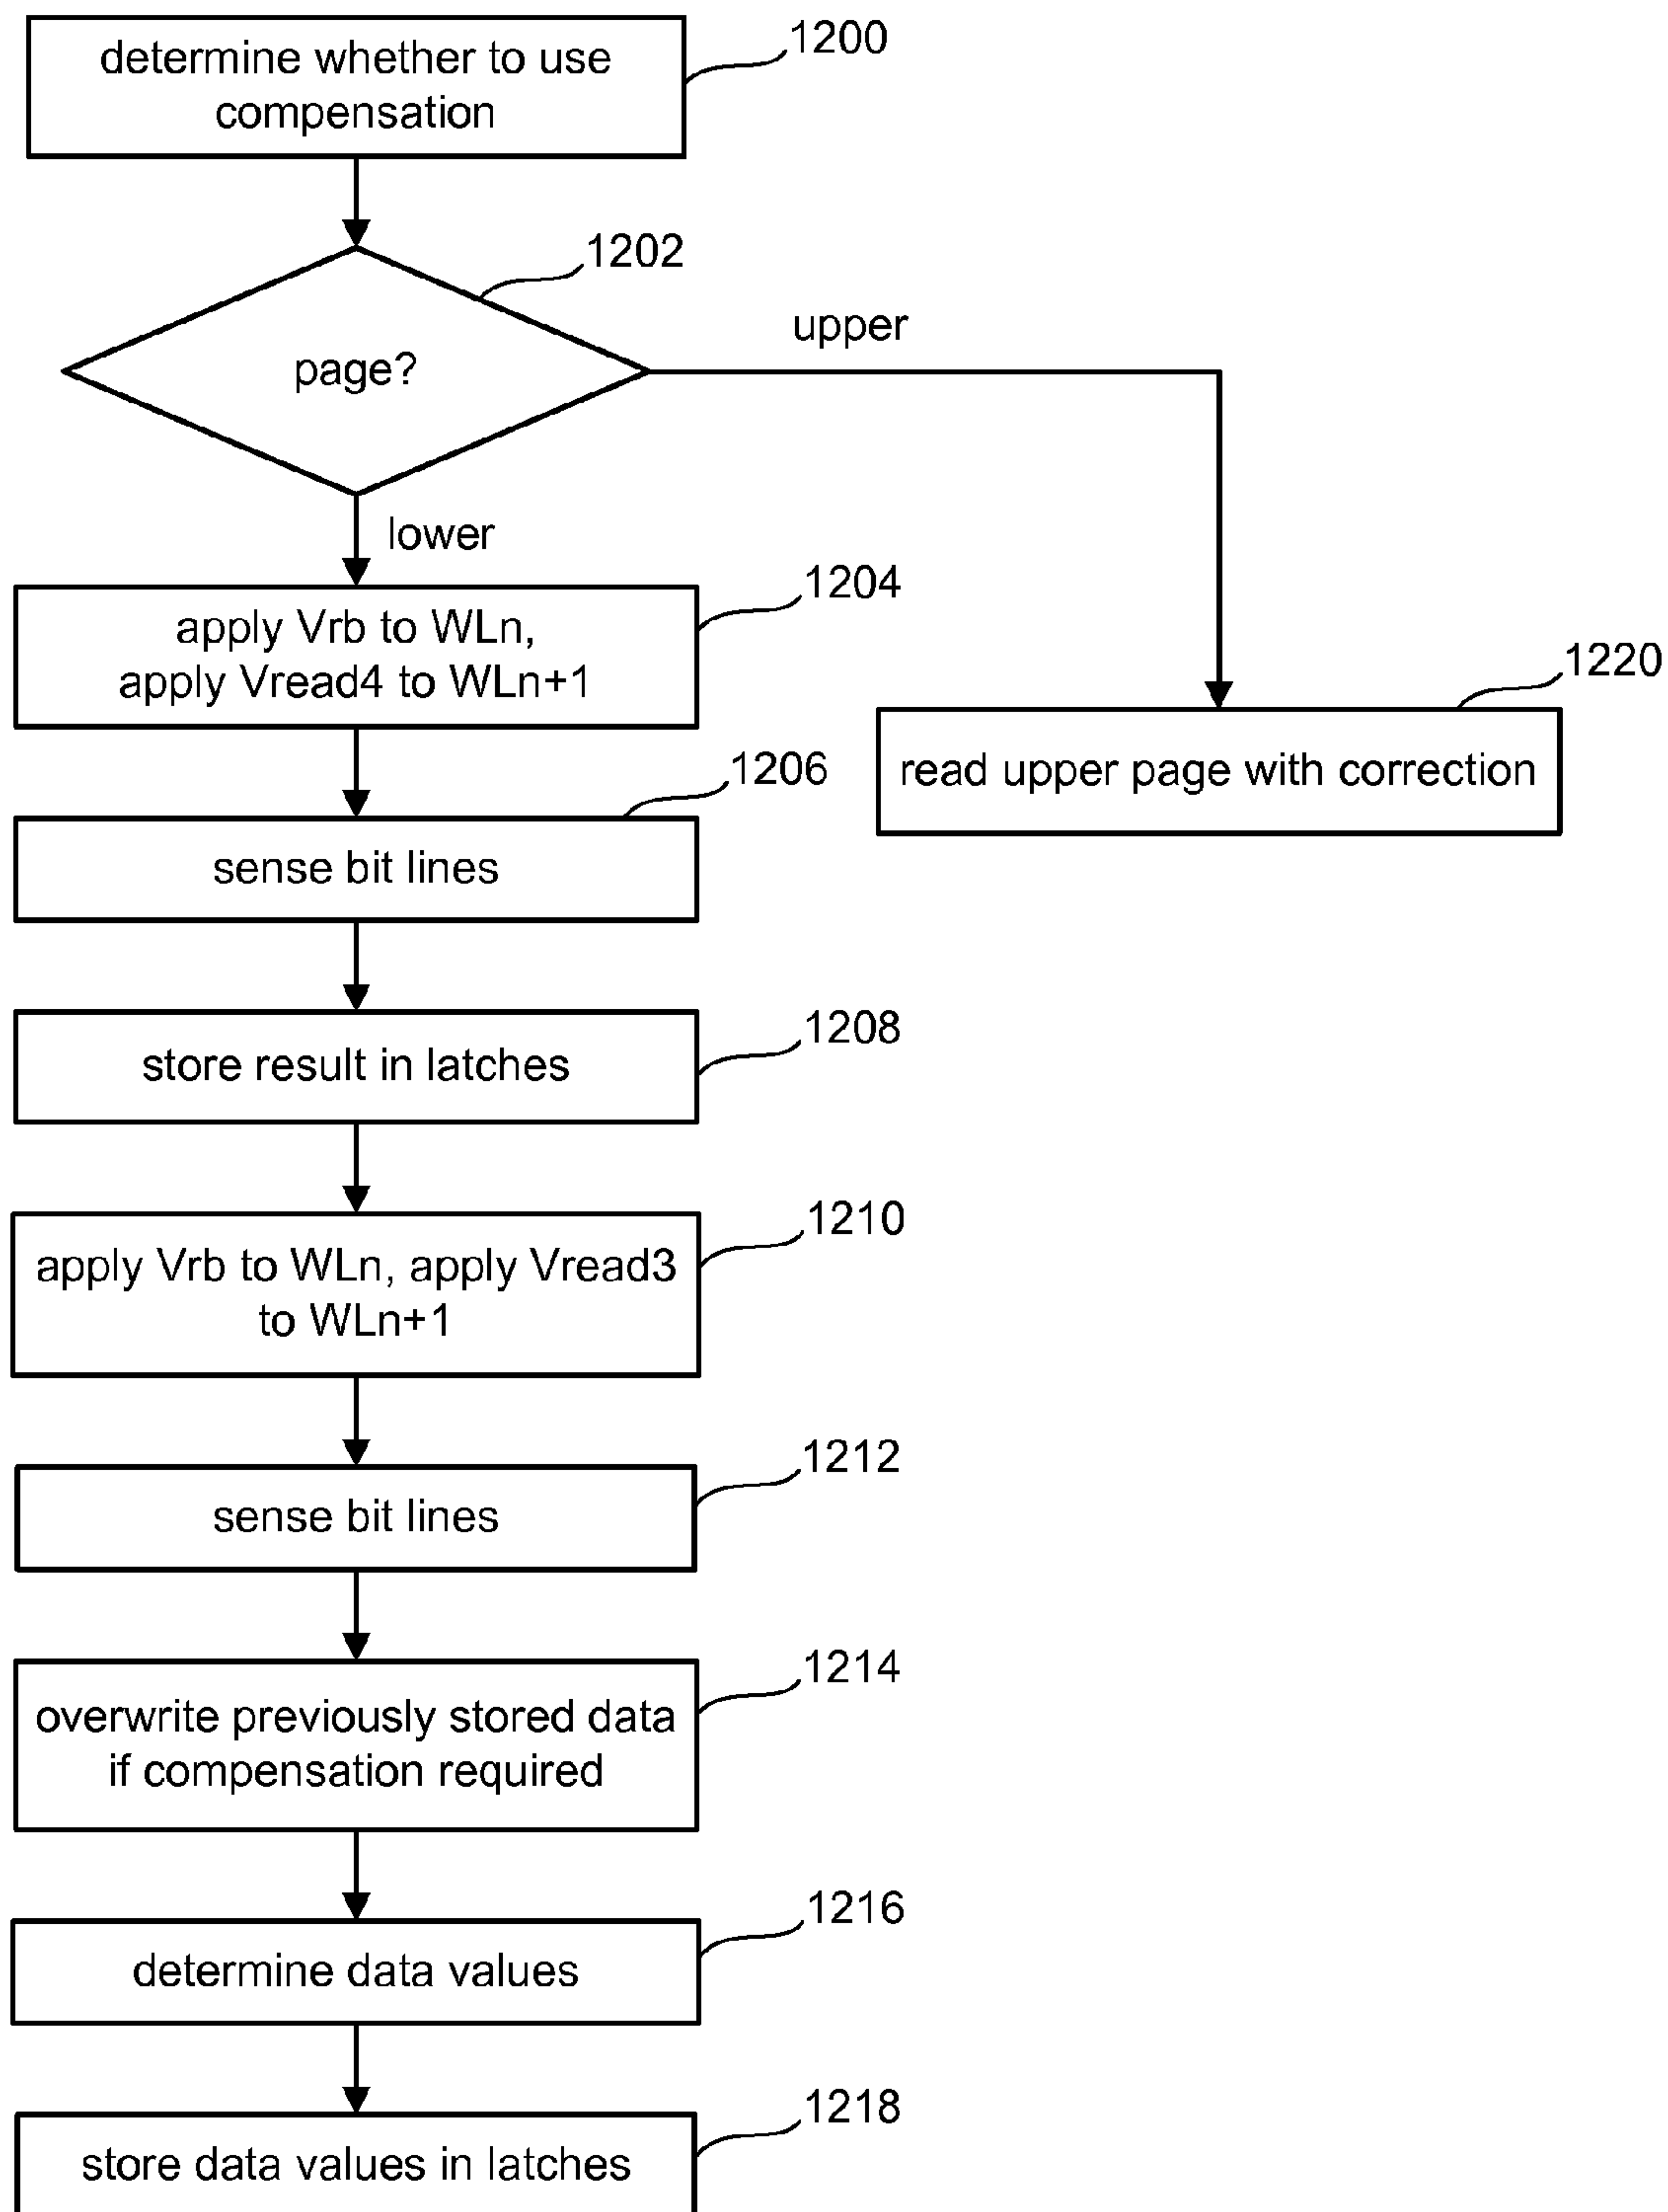 determine whether to use
compensation
1200
1202
page?
upper
lower
1204
apply Vrb to WLn,
apply Vread4 to WLn+1
1220
read upper page with correction
1206
sense bit lines
1208
store result in latches
1210
apply Vrb to WLn, apply Vread3
to WLn+1
1212
sense bit lines
1214
overwrite previously stored data
if compensation required
1216
determine data values
1218
store data values in latches